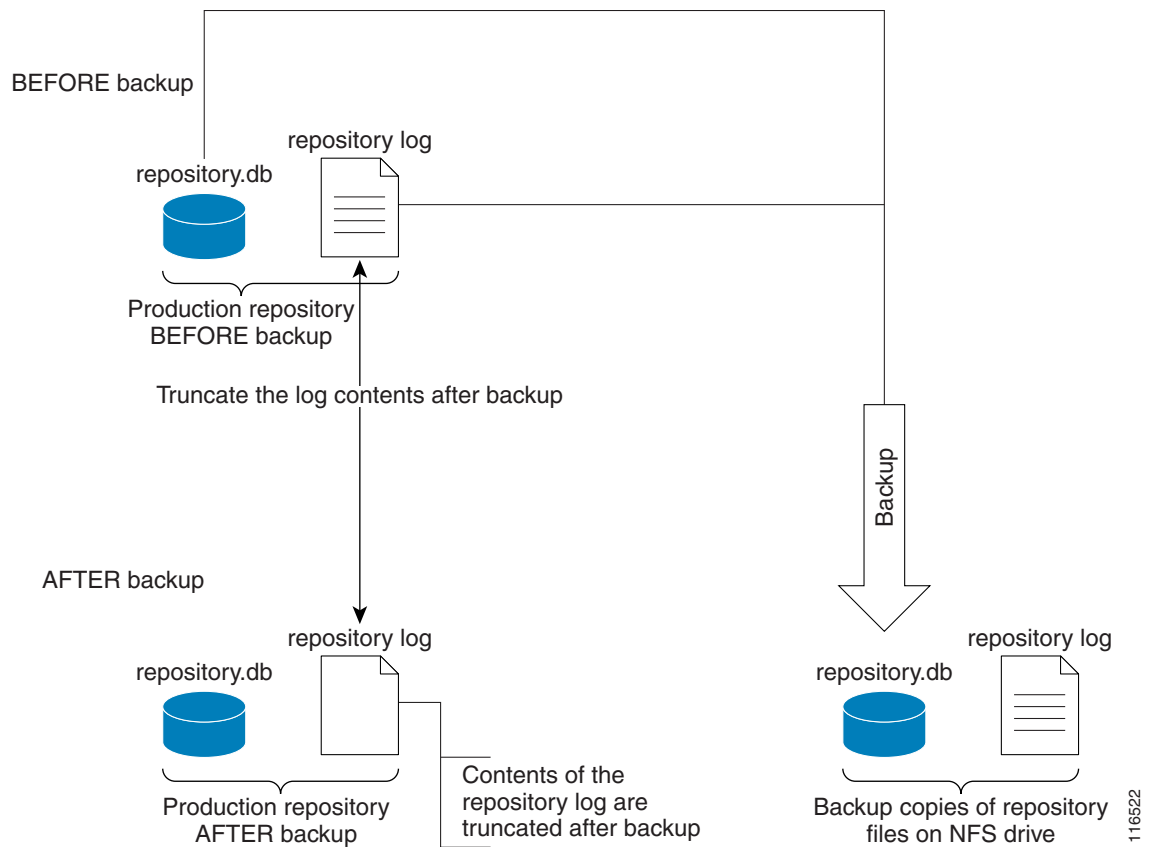 BEFORE backup
repository log
repository.db
Production repository
BEFORE backup
Truncate the log contents after backup
Backup
AFTER backup
repository log
repository.db
Production repository
AFTER backup
Contents of the
repository log are
truncated after backup
repository log
repository.db
Backup copies of repository
files on NFS drive
116522